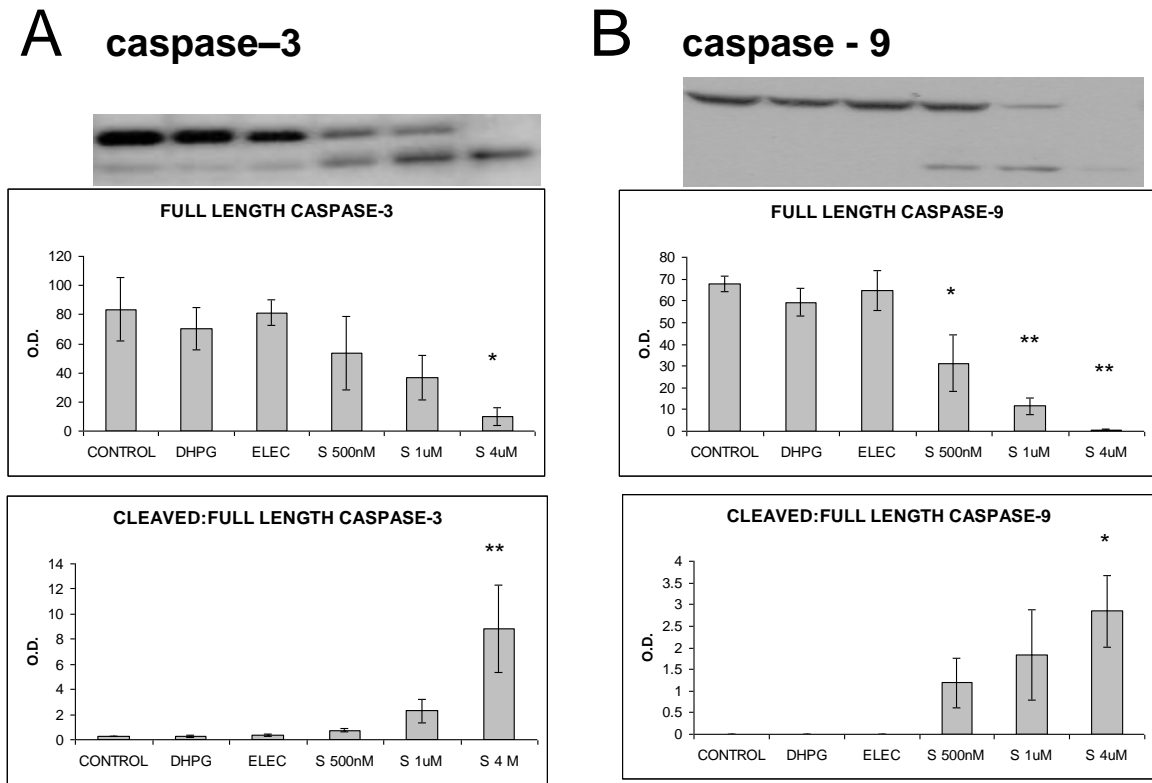 A caspase–3
FULL LENGTH CASPASE-3
120
100
80
60
40
20
0
O.D.
*
CONTROL DHPG ELEC S 500nM S 1uM S 4uM
CLEAVED:FULL LENGTH CASPASE-3
14
12
10
8
6
4
2
0
O.D.
**
CONTROL DHPG ELEC S 500nM S 1uM S 4 M
B caspase - 9
FULL LENGTH CASPASE-9
80
70
60
50
40
30
20
10
0
O.D.
*
**
**
CONTROL DHPG ELEC S 500nM S 1uM S 4uM
CLEAVED:FULL LENGTH CASPASE-9
4
3.5
3
2.5
2
1.5
1
0.5
0
O.D.
*
CONTROL DHPG ELEC S 500nM S 1uM S 4uM